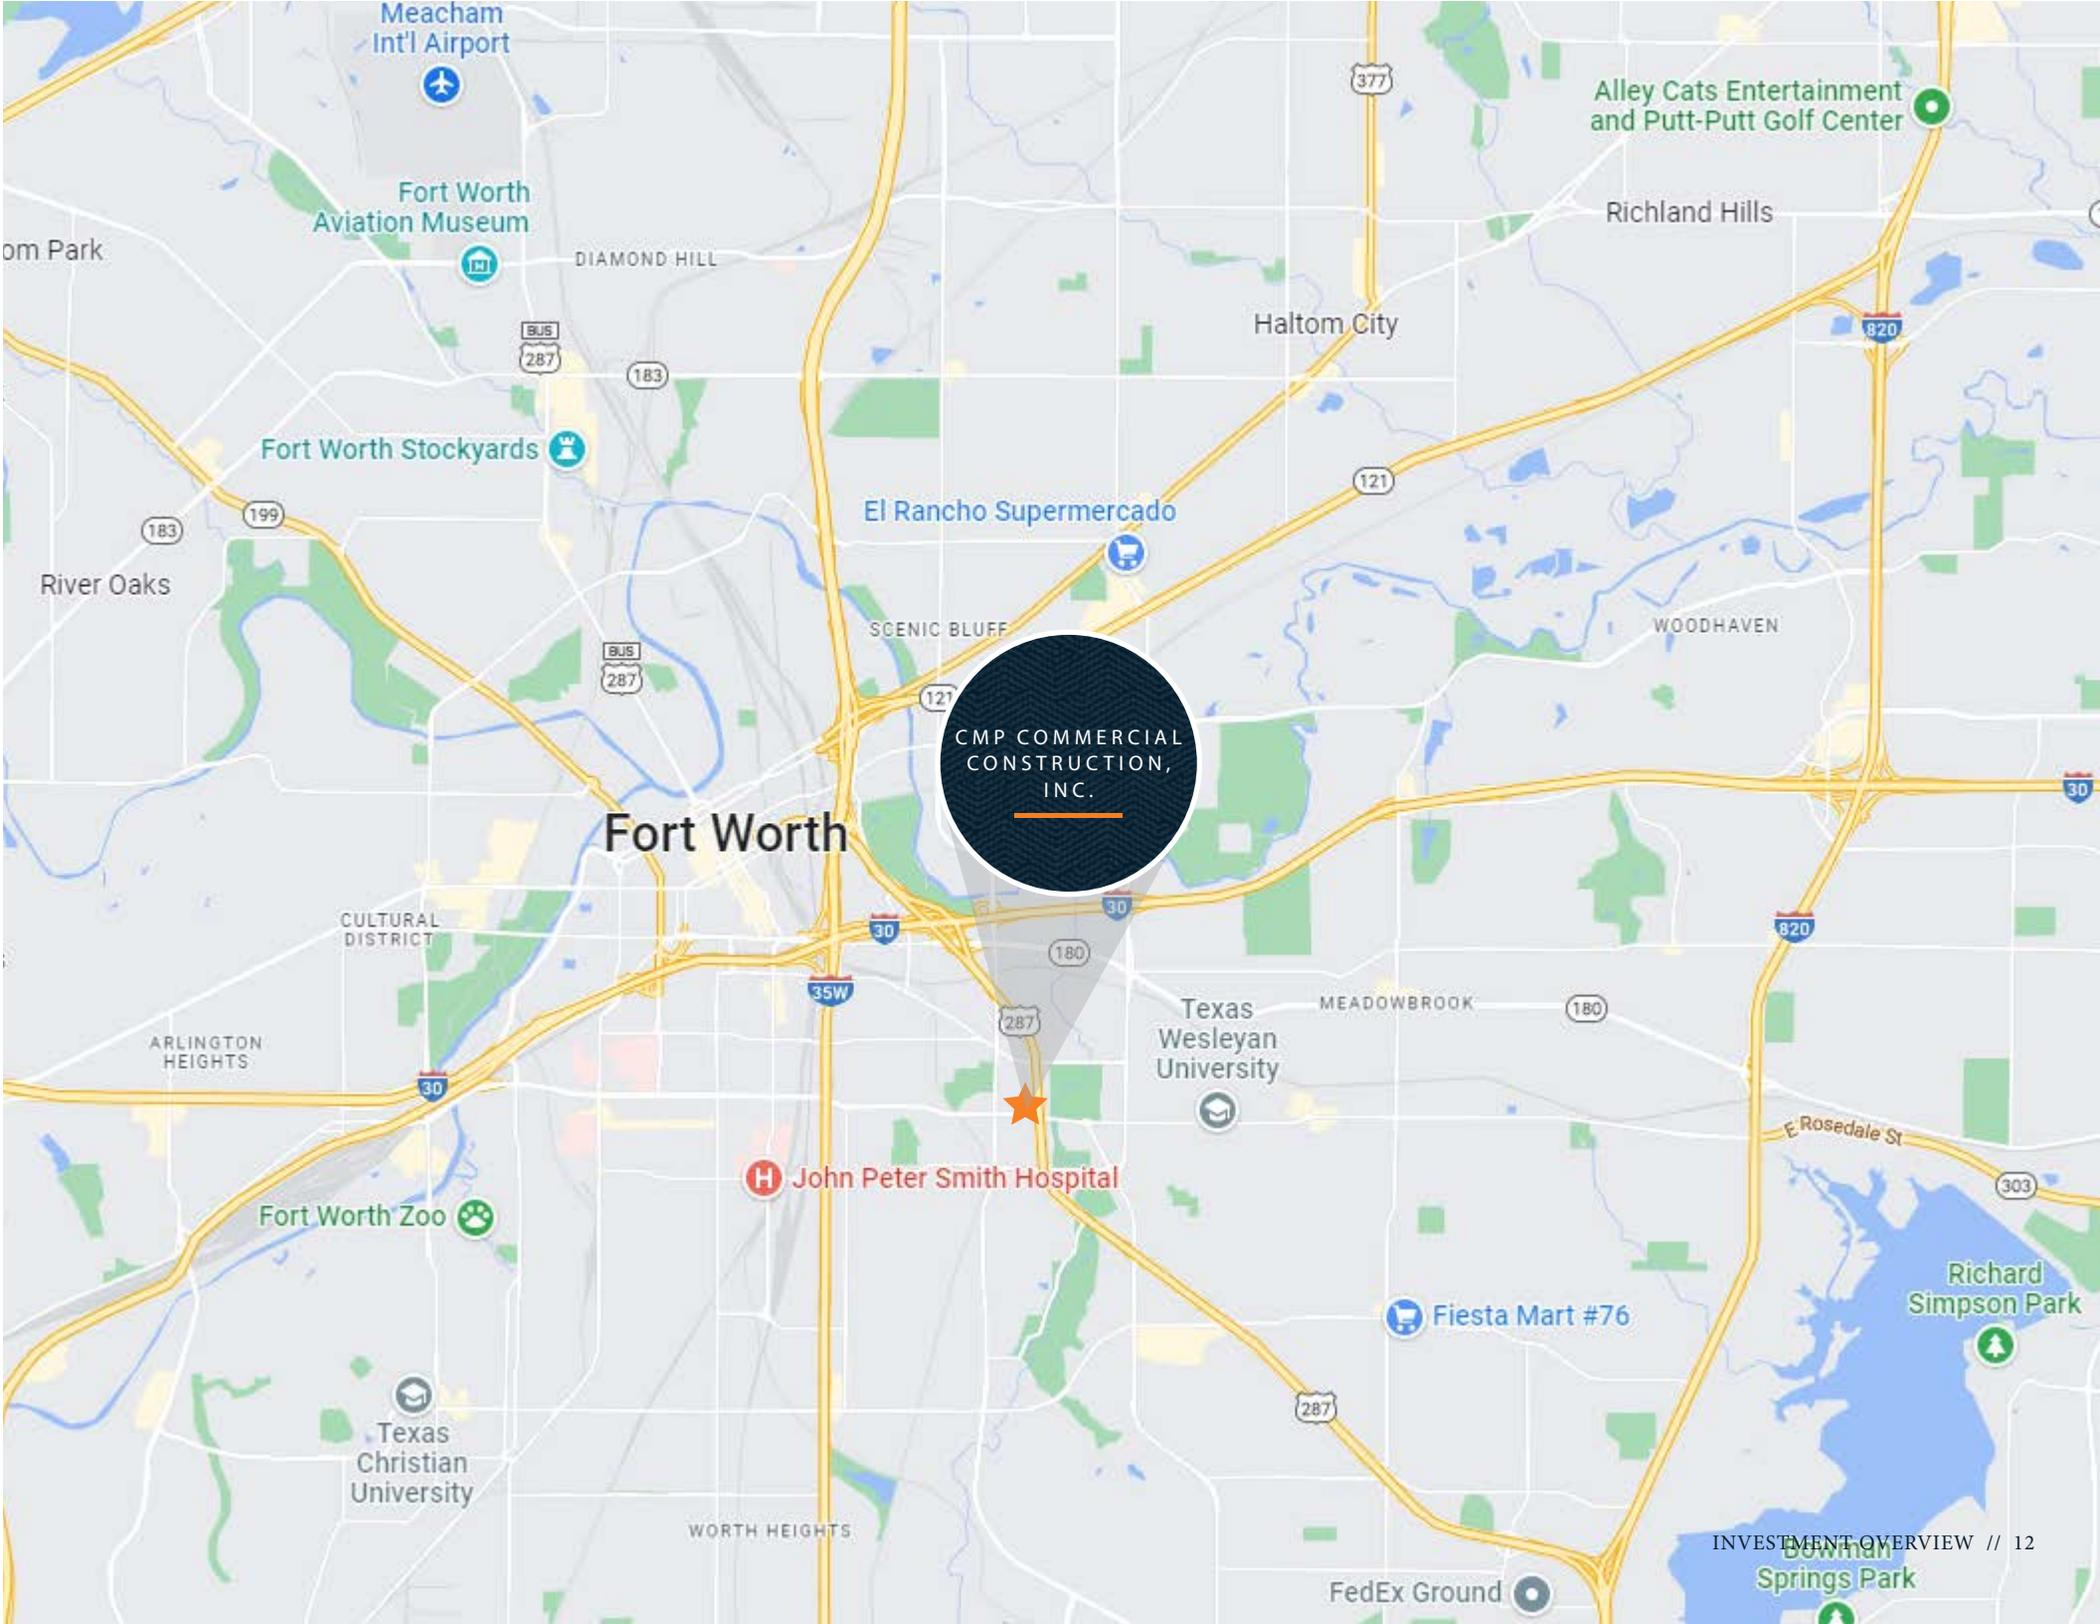 Meacham
Int'l Airport
377
Alley Cats Entertainment
and Putt-Putt Golf Center
Fort Worth
Aviation Museum
Richland Hills
om Park
DIAMOND HILL
Haltom City
820
BUS
287
183
Fort Worth Stockyards
121
199
183
El Rancho Supermercado
River Oaks
SCENIC BLUFF
WOODHAVEN
BUS
287
121
CMP COMMERCIAL
CONSTRUCTION,
INC.
30
Fort Worth
30
CULTURAL
DISTRICT
30
820
180
35W
Texas
Wesleyan
University
MEADOWBROOK
180
287
ARLINGTON
HEIGHTS
30
E Rosedale St
John Peter Smith Hospital
303
Fort Worth Zoo
Richard
Simpson Park
Fiesta Mart #76
287
Texas
Christian
University
WORTH HEIGHTS
INVESTMENT OVERVIEW // 12
Bowman
Springs Park
FedEx Ground